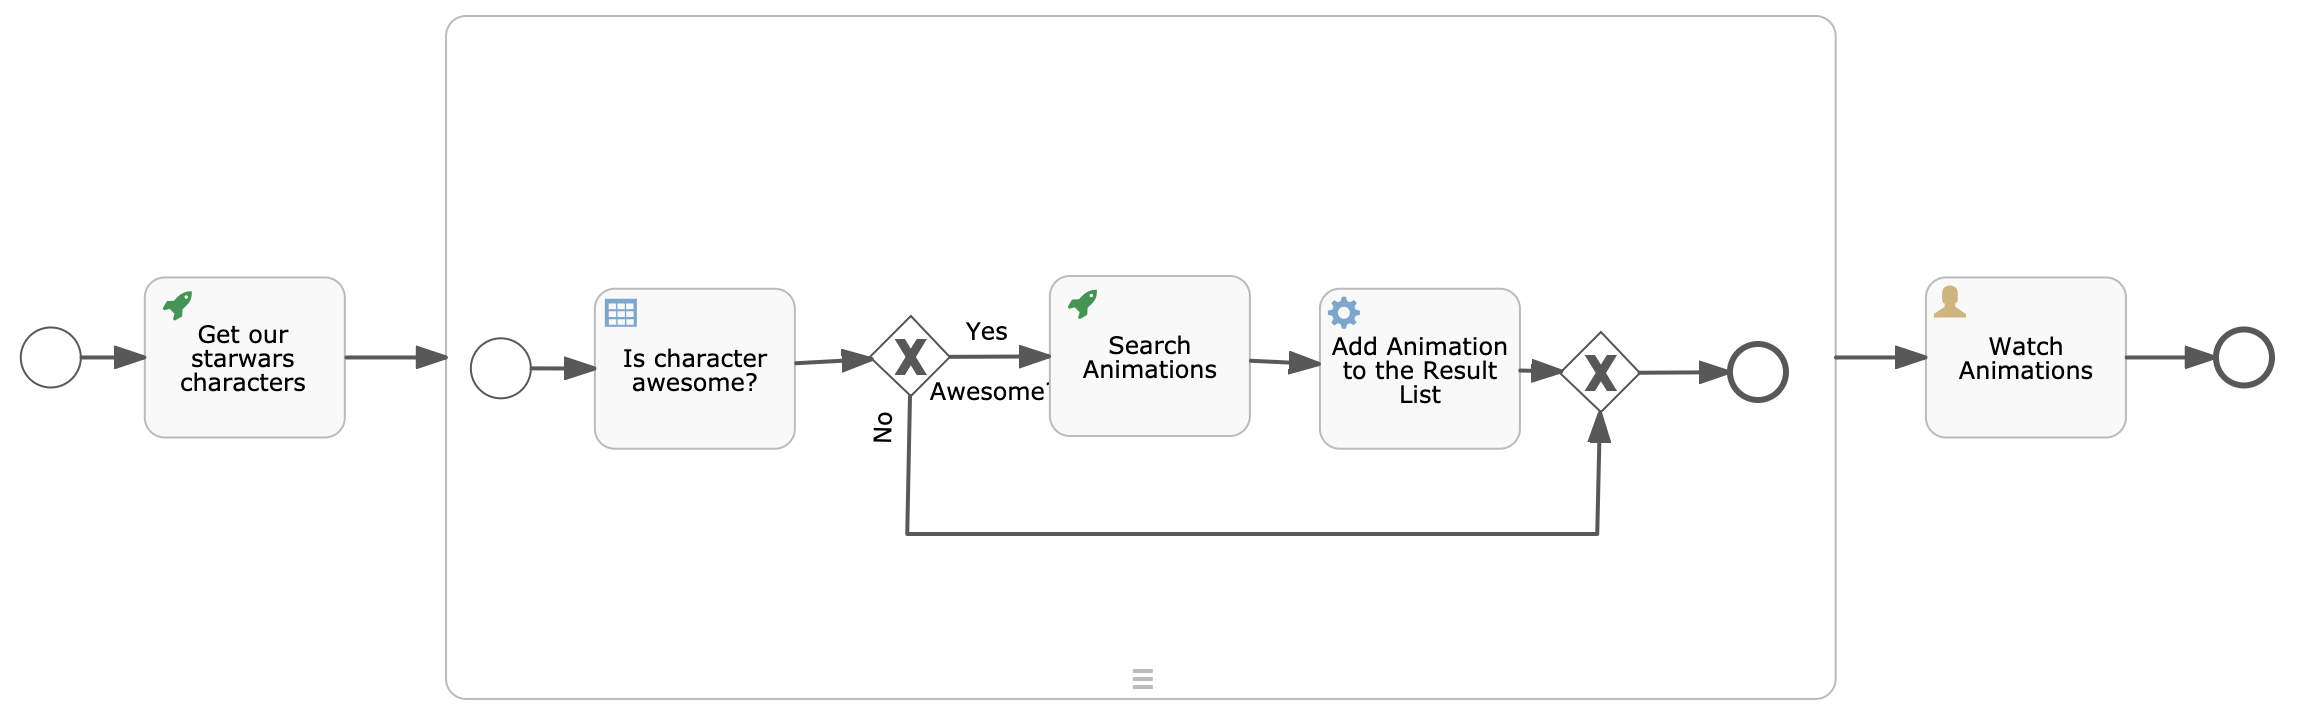 Get our
starwars
characters
Is character
awesome?
Yes
Awesome?
No
Search
Animations
Add Animation
to the Result
List
Watch
Animations